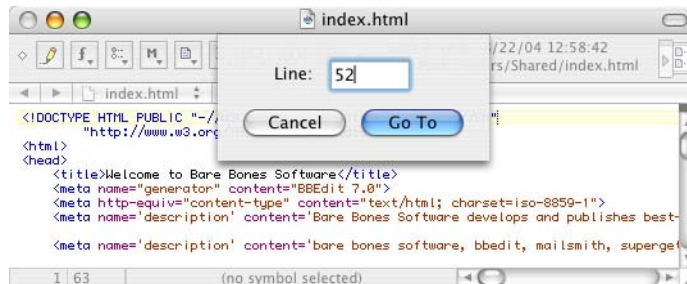 index.html
/22/04 12:58:42
rs/Shared/index.html
Line: 52
Cancel Go To
index.html
<!DOCTYPE HTML PUBLIC "-//
"http://www.w3.org
<html>
<head>
<title>Welcome to Bare Bones Software</title>
<meta name="generator" content="BBEdit 7.0">
<meta http-equiv="content-type" content="text/html; charset=iso-8859-1">
<meta name='description' content='Bare Bones Software develops and publishes best-
<meta name='description' content='bare bones software, bbedit, mailsmith, superget
1 63 (no symbol selected)